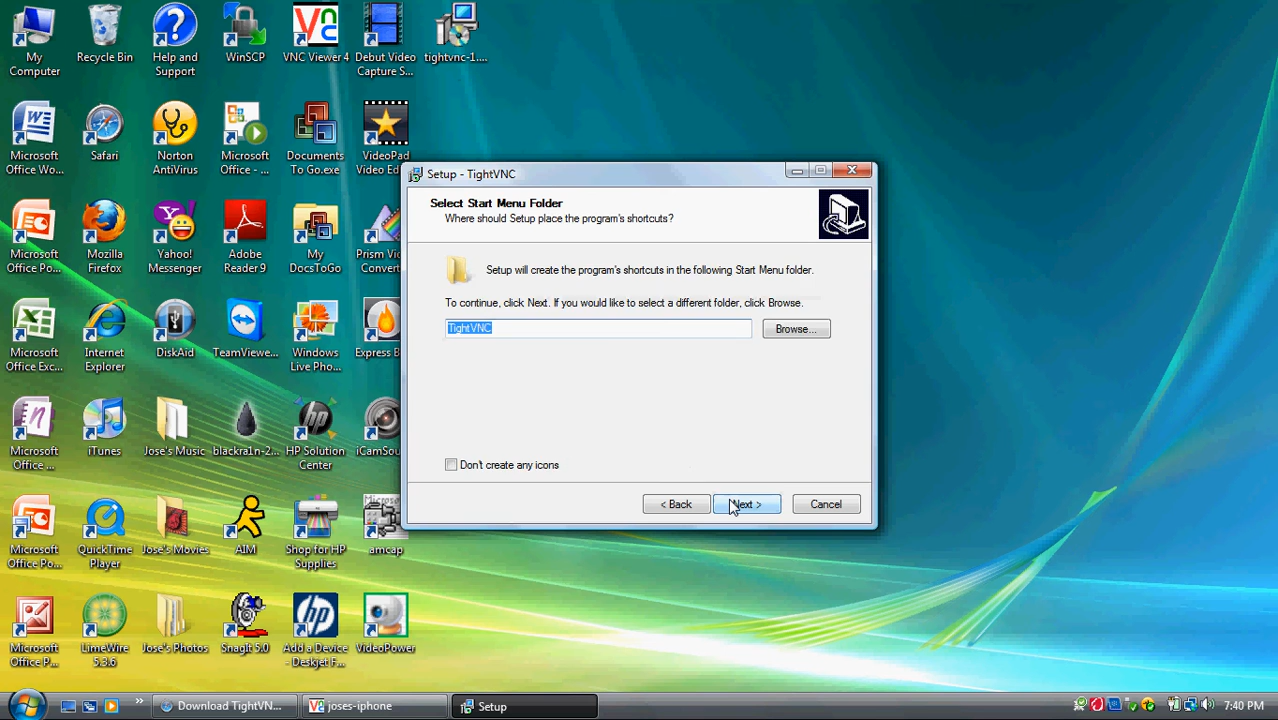 My
Computer
Recycle Bin
Help and
Support
WinSCP
VNC Viewer 4
Debut Video
Capture S...
tightvnc-1....
Microsoft
Office Wo...
Safari
Norton
AntiVirus
Microsoft
Office - ...
Documents
To Go.exe
VideoPad
Video Ed
Microsoft
Office Po...
Mozilla
Firefox
Yahoo!
Messenger
Adobe
Reader 9
My
DocsToGo
Prism Vi
Convert
Microsoft
Office Exc...
Internet
Explorer
DiskAid
TeamViewe...
Windows
Live Pho...
Express B
Microsoft
Office ...
iTunes
Jose's Music
blackra1n-2...
HP Solution
Center
iCamSou
Microsoft
Office Po...
QuickTime
Player
Jose's Movies
AIM
Shop for HP
Supplies
amcap
Microsoft
Office P...
LimeWire
5.3.6
Jose's Photos
SnagIt 5.0
Add a Device
- Deskjet F...
VideoPower
Setup - TightVNC
Select Start Menu Folder
Where should Setup place the program's shortcuts?
Setup will create the program's shortcuts in the following Start Menu folder.
To continue, click Next. If you would like to select a different folder, click Browse.
TightVNC
Browse...
Don't create any icons
< Back
Next >
Cancel
Download TightVN...
joses-iphone
Setup
7:40 PM